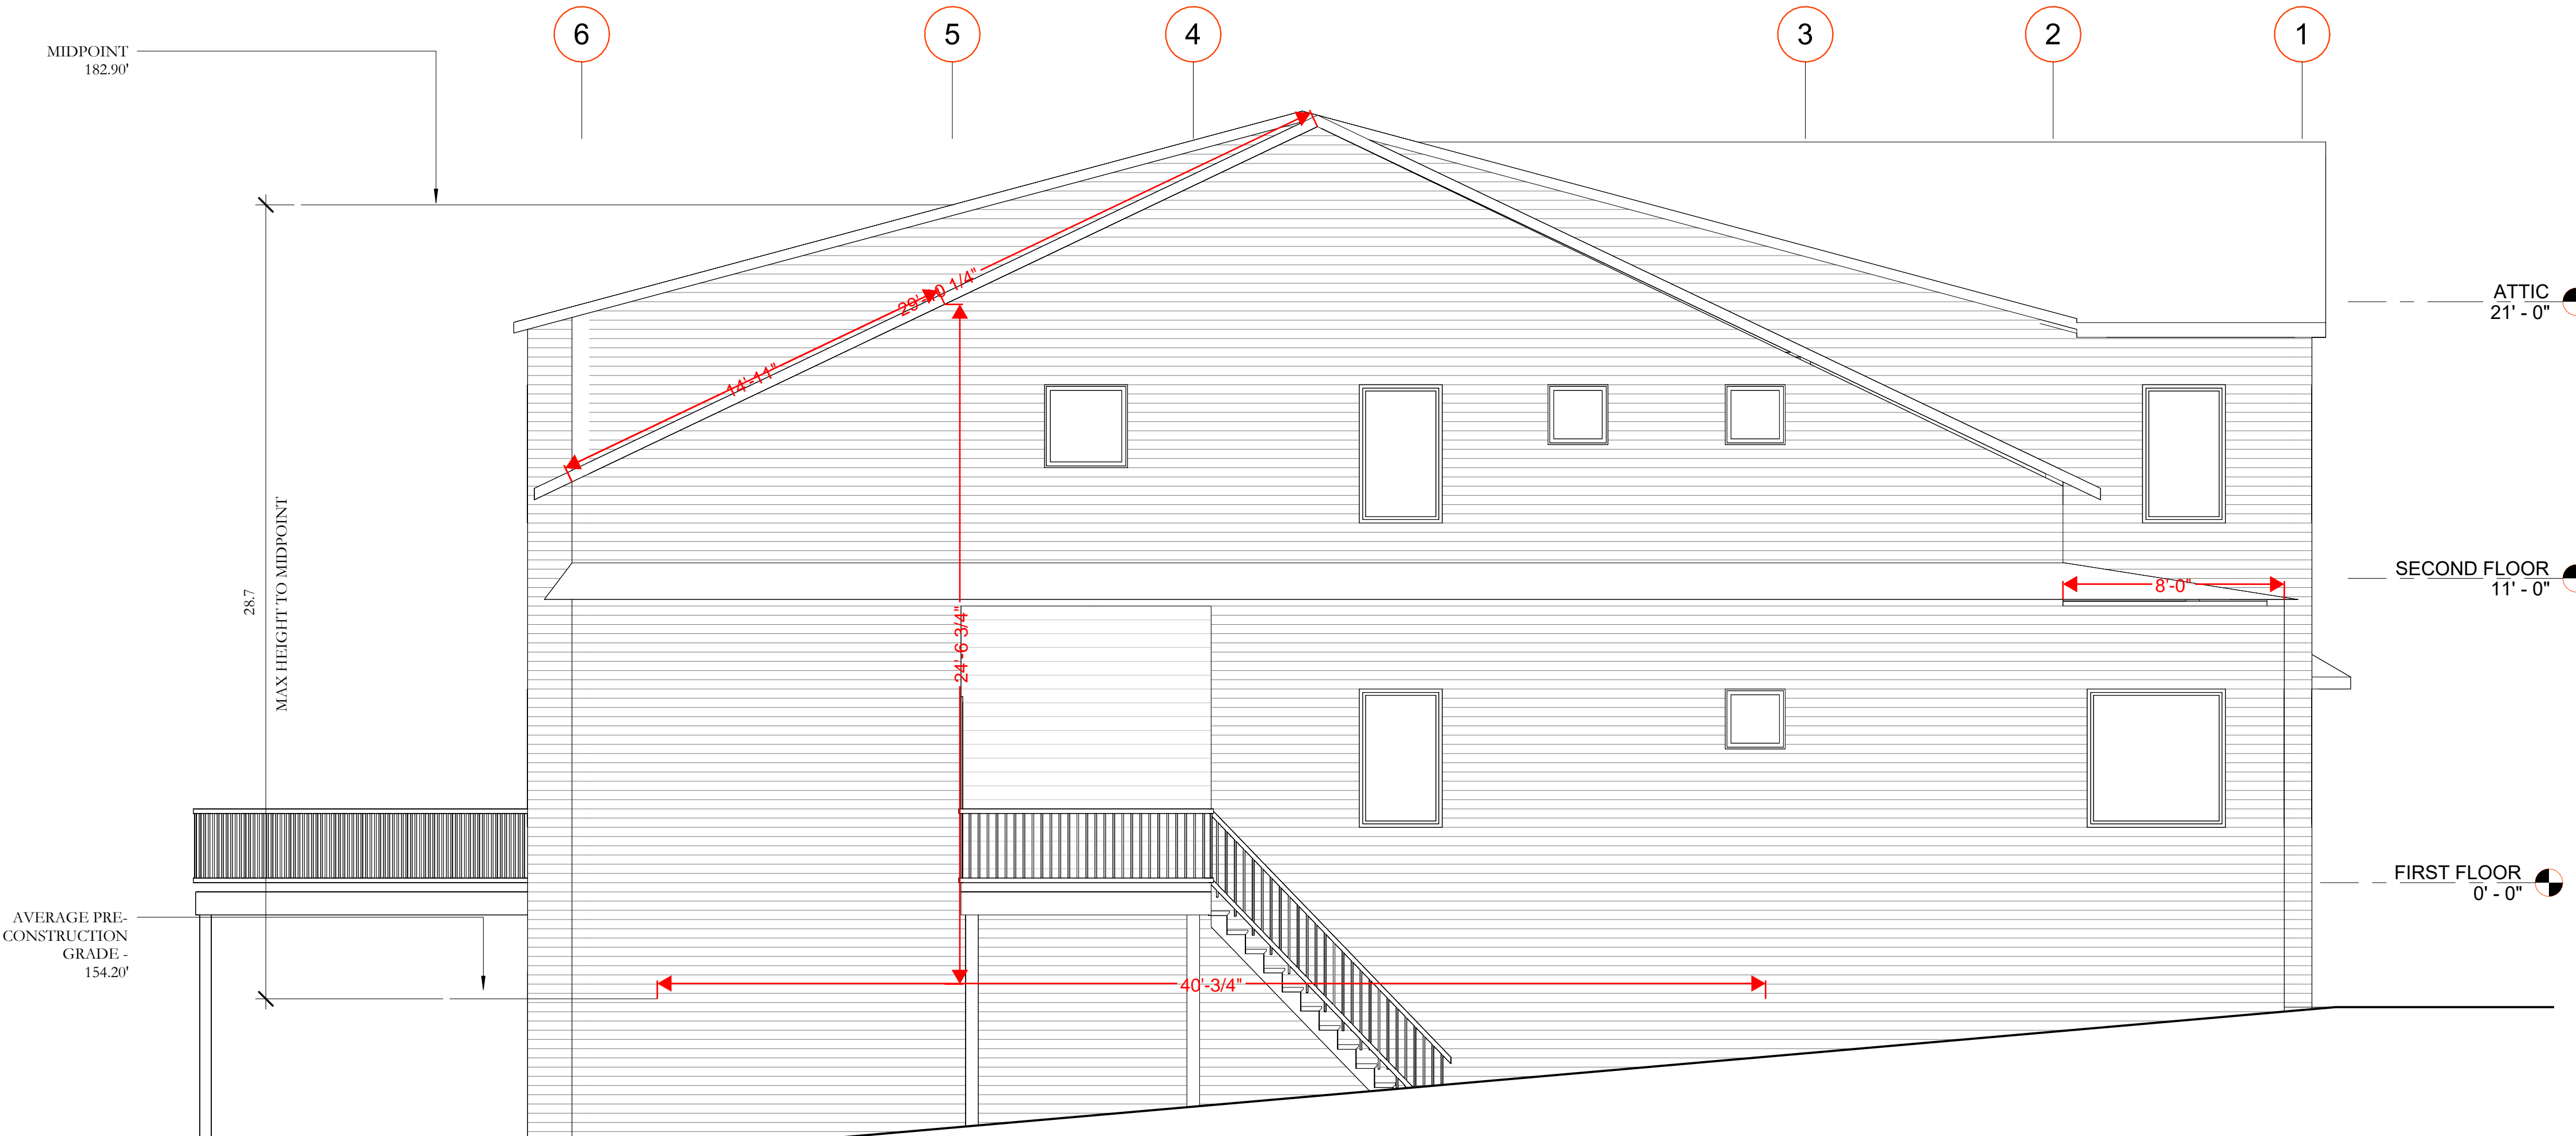 6
5
4
3
2
1
MIDPOINT
182.90'
29'-10 1/4"
14'-11"
ATTIC
21' - 0"
28.7
MAX HEIGHT TO MIDPOINT
SECOND FLOOR
11' - 0"
8'-0"
24'-6 3/4"
FIRST FLOOR
0' - 0"
AVERAGE PRE-
CONSTRUCTION
GRADE -
154.20'
40'-3/4"